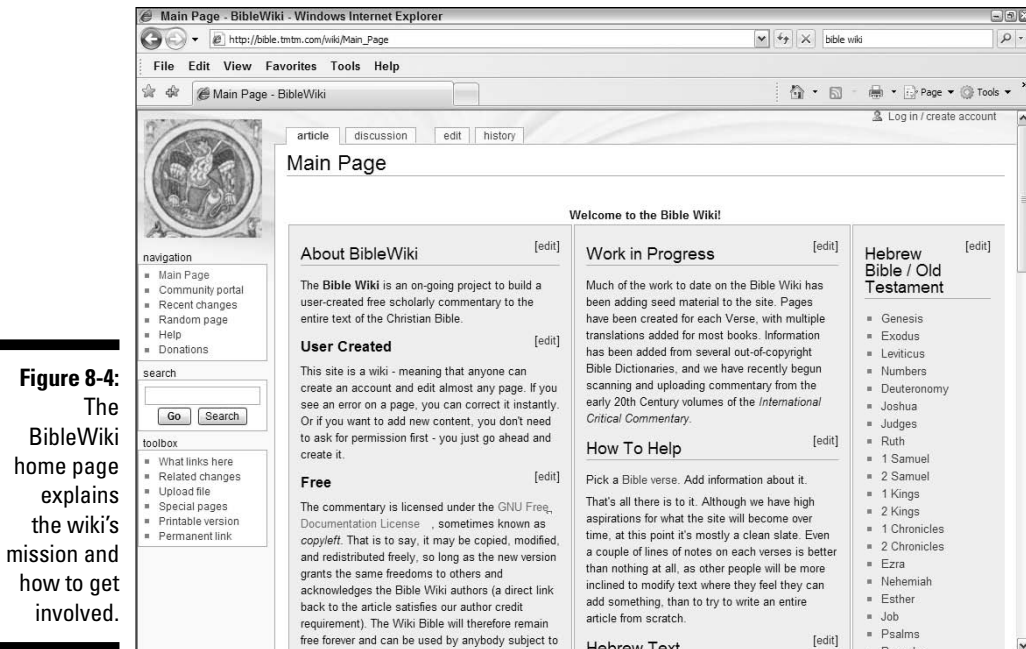 Main Page - BibleWiki - Windows Internet Explorer
http://bible.tmtm.com/wiki/Main_Page
bible wiki
File Edit View Favorites Tools Help
Main Page - BibleWiki
Page
Tools
Log in / create account
article discussion edit history
Main Page
Welcome to the Bible Wiki!
navigation
Main Page
Community portal
Recent changes
Random page
Help
Donations
search
Go Search
toolbox
What links here
Related changes
Upload file
Special pages
Printable version
Permanent link
About BibleWiki [edit]
The Bible Wiki is an on-going project to build a
user-created free scholarly commentary to the
entire text of the Christian Bible.
User Created [edit]
This site is a wiki - meaning that anyone can
create an account and edit almost any page. If you
see an error on a page, you can correct it instantly.
Or if you want to add new content, you don't need
to ask for permission first - you just go ahead and
create it.
Free [edit]
The commentary is licensed under the GNU Free
Documentation License , sometimes known as
copyleft. That is to say, it may be copied, modified,
and redistributed freely, so long as the new version
grants the same freedoms to others and
acknowledges the Bible Wiki authors (a direct link
back to the article satisfies our author credit
requirement). The Wiki Bible will therefore remain
free forever and can be used by anybody subject to
Work in Progress [edit]
Much of the work to date on the Bible Wiki has
been adding seed material to the site. Pages
have been created for each Verse, with multiple
translations added for most books. Information
has been added from several out-of-copyright
Bible Dictionaries, and we have recently begun
scanning and uploading commentary from the
early 20th Century volumes of the International
Critical Commentary.
How To Help [edit]
Pick a Bible verse. Add information about it.
That's all there is to it. Although we have high
aspirations for what the site will become over
time, at this point it's mostly a clean slate. Even
a couple of lines of notes on each verses is better
than nothing at all, as other people will be more
inclined to modify text where they feel they can
add something, than to try to write an entire
article from scratch.
Hebrew Text [edit]
Hebrew [edit]
Bible / Old
Testament
Genesis
Exodus
Leviticus
Numbers
Deuteronomy
Joshua
Judges
Ruth
1 Samuel
2 Samuel
1 Kings
2 Kings
1 Chronicles
2 Chronicles
Ezra
Nehemiah
Esther
Job
Psalms
Figure 8-4:
The
BibleWiki
home page
explains
the wiki's
mission and
how to get
involved.